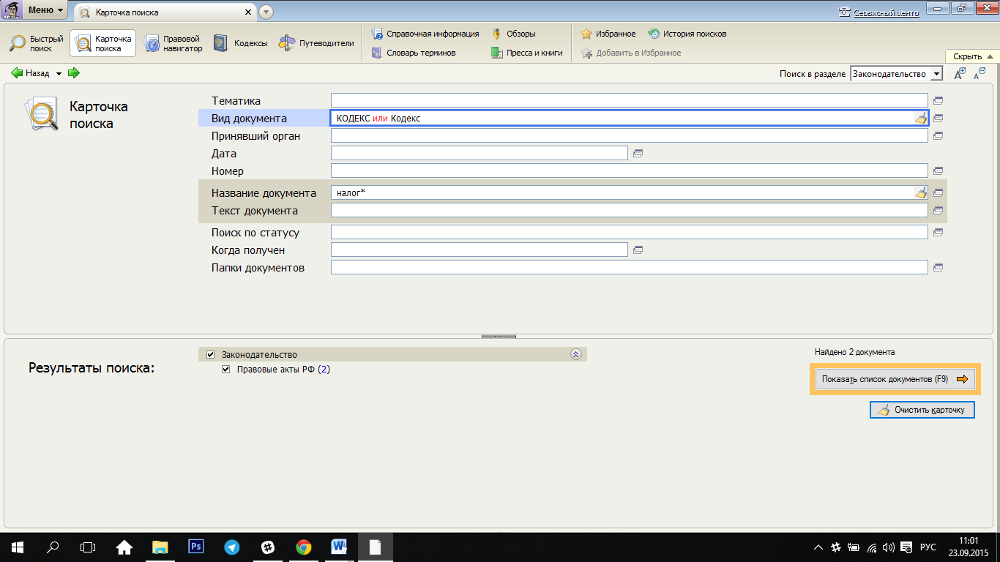 Меню
Карточка поиска
Сервисный центр
Быстрый
поиск
Карточка
поиска
Правовой
навигатор
Кодексы
Путеводители
Справочная информация
Словарь терминов
Обзоры
Пресса и книги
Избранное
История поисков
Добавить в Избранное
Скрыть
Назад
Поиск в разделе
Законодательство
Карточка
поиска
Тематика
Вид документа
КОДЕКС или Кодекс
Принявший орган
Дата
Номер
Название документа
налог*
Текст документа
Поиск по статусу
Когда получен
Папки документов
Результаты поиска:
Законодательство
Правовые акты РФ (2)
Найдено 2 документа
Показать список документов (F9)
Очистить карточку
Ps
РУС
11:01
23.09.2015